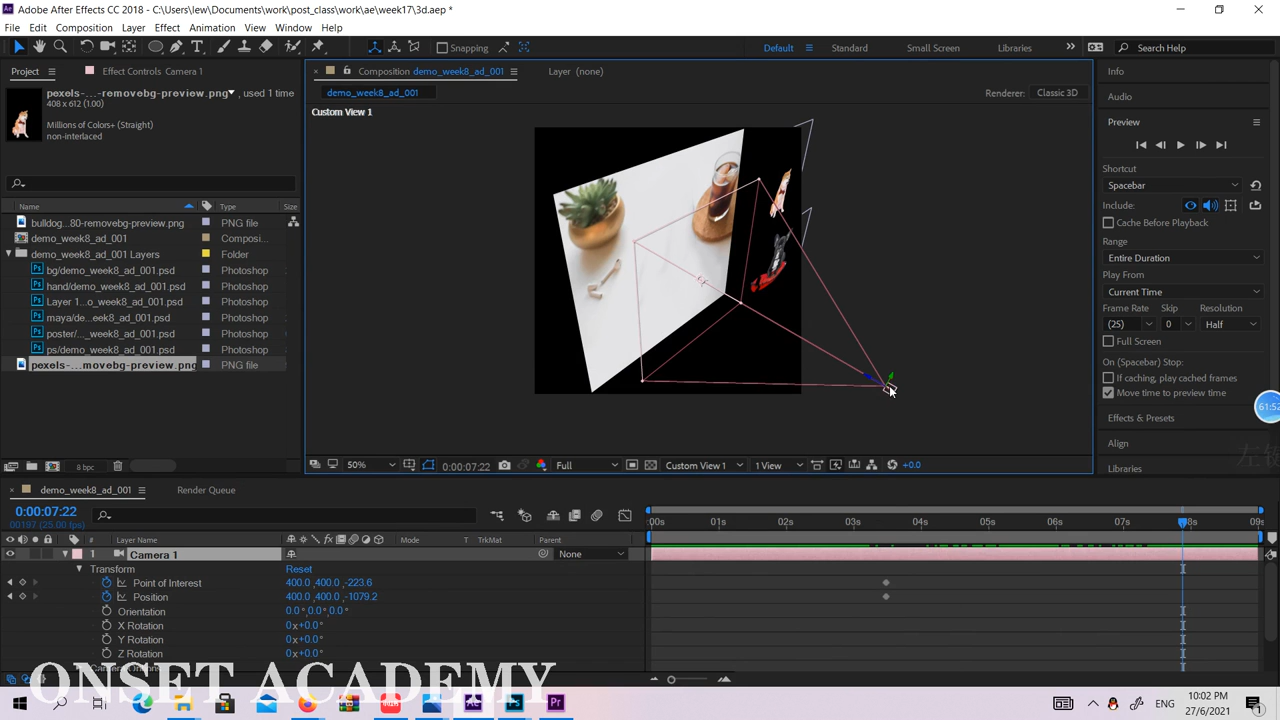 Adobe After Effects CC 2018 - C:\Users\lew\Documents\work\post_class\work\ae\week17\3d.aep *
File Edit Composition Layer Effect Animation View Window Help
Snapping
Default Standard Small Screen Libraries Search Help
Project Effect Controls Camera 1
Composition demo_week8_ad_001 Layer (none)
Info
pexels-...-removebg-preview.png, used 1 time
408 x 612 (1.00)
demo_week8_ad_001 Renderer: Classic 3D
Audio
Custom View 1
Millions of Colors+ (Straight)
non-interlaced
Preview
Shortcut
Spacebar
Include:
Cache Before Playback
Range
Entire Duration
Play From
Current Time
Frame Rate Skip Resolution
(25) 0 Half
Full Screen
On (Spacebar) Stop:
If caching, play cached frames
Move time to preview time
Effects & Presets
Align
Libraries
61:52
Name Type Size
bulldog...80-removebg-preview.png PNG file
demo_week8_ad_001 Composi...
demo_week8_ad_001 Layers Folder
bg/demo_week8_ad_001.psd Photoshop
hand/demo_week8_ad_001.psd Photoshop
Layer 1...o_week8_ad_001.psd Photoshop
maya/de...eek8_ad_001.psd Photoshop
poster/..._week8_ad_001.psd Photoshop
ps/demo_week8_ad_001.psd Photoshop
pexels-...movebg-preview.png PNG file
8 bpc
50% 0:00:07:22 Full Custom View 1 1 View +0.0
demo_week8_ad_001 Render Queue
0:00:07:22
00197 (25.00 fps)
:00s 01s 02s 03s 04s 05s 06s 07s 8s 09s
# Layer Name Mode T TrkMat Parent
1 Camera 1 None
Transform Reset
Point of Interest 400.0,400.0,-223.6
Position 400.0,400.0,-1079.2
Orientation 0.0°,0.0°,0.0°
X Rotation 0x+0.0°
Y Rotation 0x+0.0°
Z Rotation 0x+0.0°
ONSET ACADEMY
ENG
10:02 PM
27/6/2021